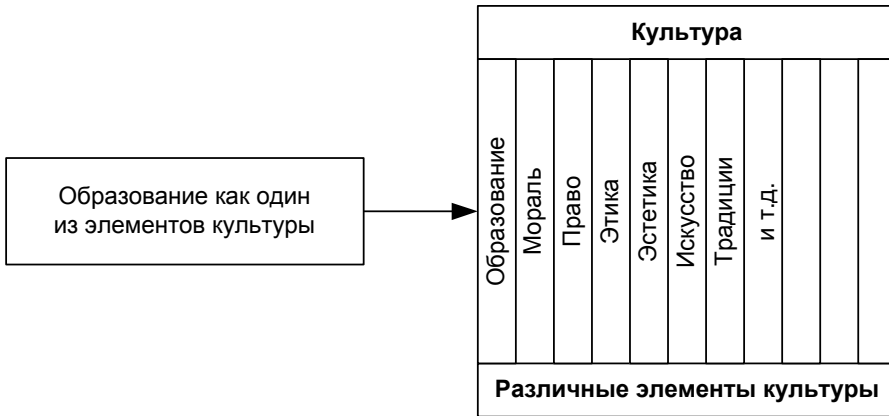 Культура
Образование как один
из элементов культуры
Образование
Мораль
Право
Этика
Эстетика
Искусство
Традиции
и т.д.
Различные элементы культуры